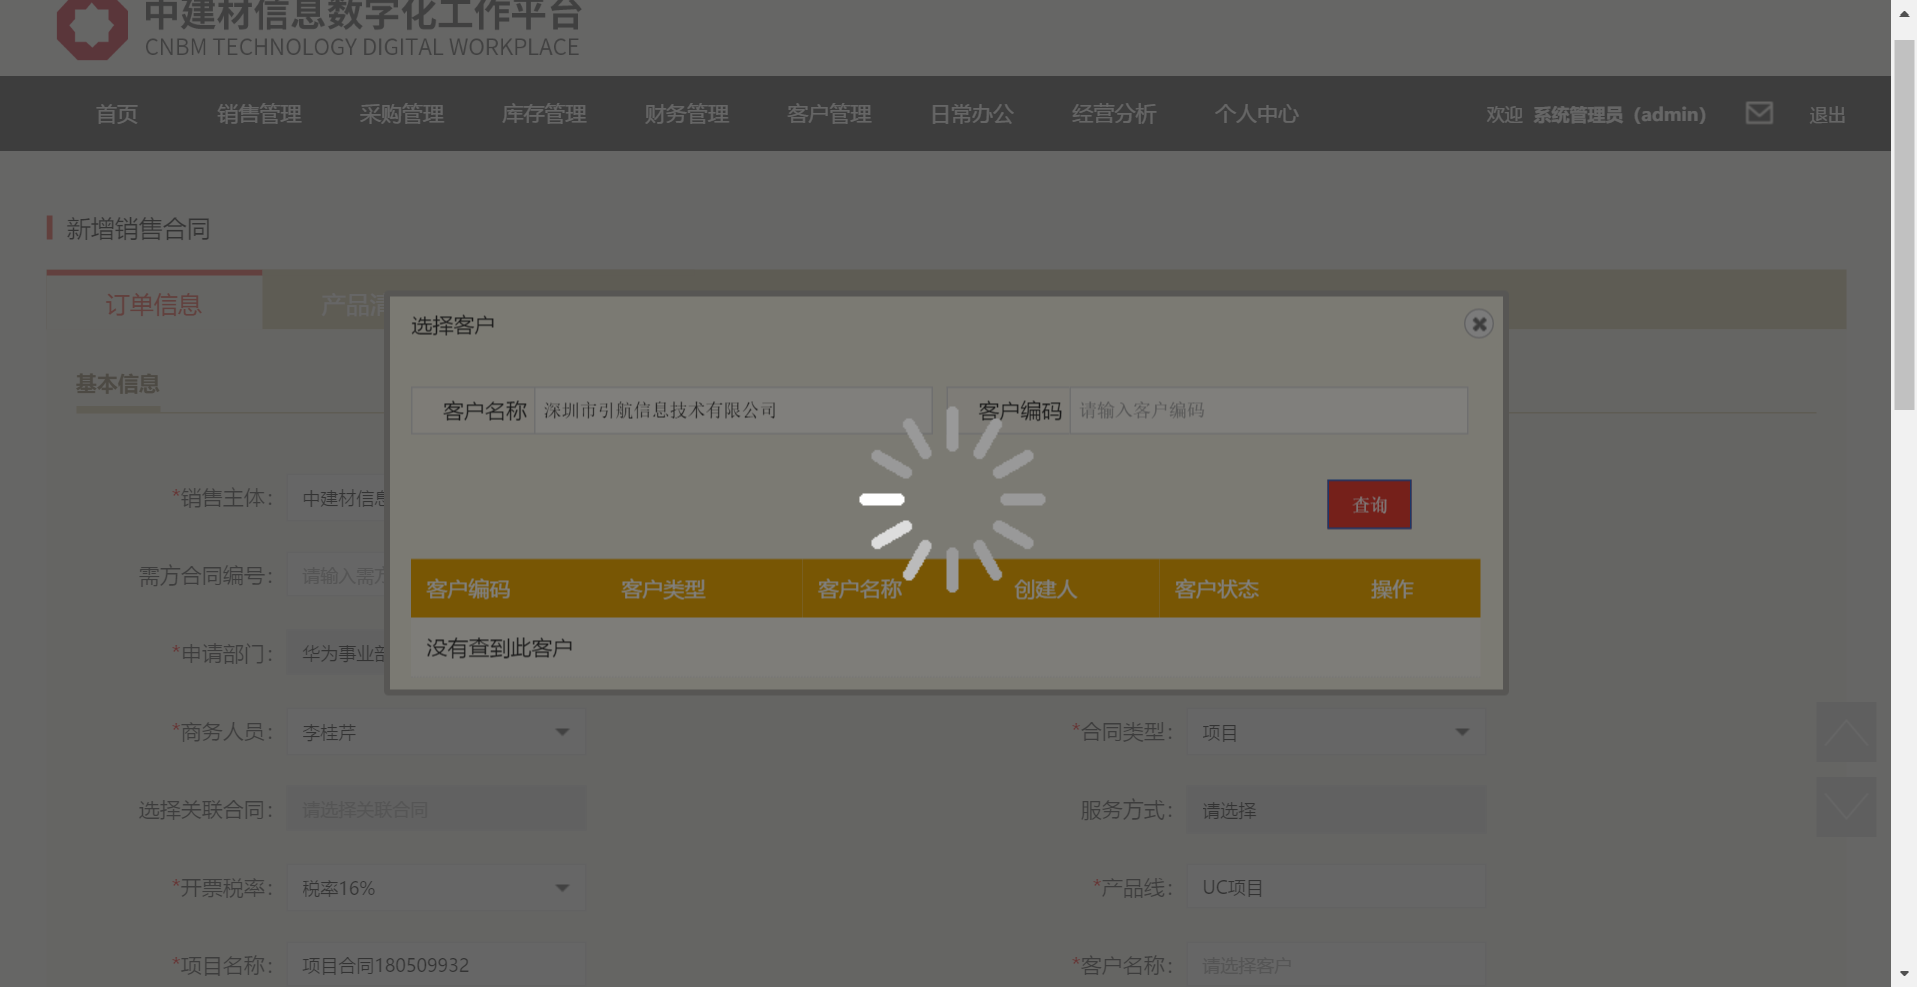 中建材信息数字化工作平台
CNBM TECHNOLOGY DIGITAL WORKPLACE
首页 销售管理 采购管理 库存管理 财务管理 客户管理 日常办公 经营分析 个人中心 欢迎 系统管理员 (admin) 退出
新增销售合同
订单信息 产品清
选择客户
基本信息
客户名称 深圳市引航信息技术有限公司 客户编码 请输入客户编码
*销售主体: 中建材信息
查询
需方合同编号: 请输入需方
客户编码 客户类型 客户名称 创建人 客户状态 操作
没有查到此客户
*申请部门: 华为事业部
*商务人员: 李桂芹 *合同类型: 项目
选择关联合同: 请选择关联合同 服务方式: 请选择
*开票税率: 税率16% *产品线: UC项目
*项目名称: 项目合同180509932 *客户名称: 请选择客户